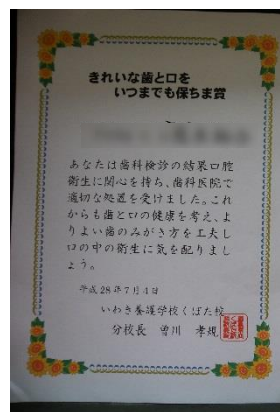 きれいな歯と口を
いつまでも保ちま賞
あなたは歯科検診の結果口腔
衛生に関心を持ち、歯科医院で
適切な処置を受けました。これ
からも歯と口の健康を考え、よ
りよい歯のみがき方を工夫し
口の中の衛生に気を配りまし
ょう。
平成28年7月4日
いわき養護学校くぼた校
分校長 曽川 孝規